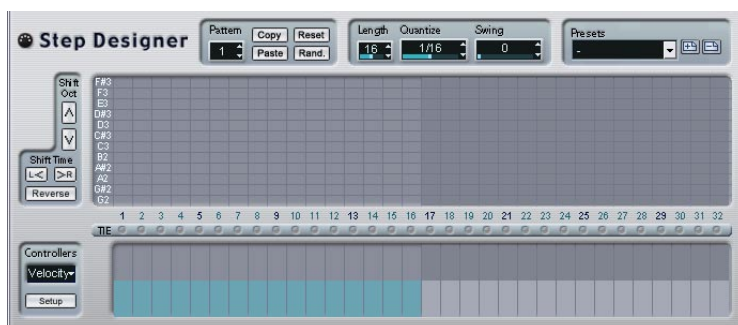 Step Designer
Pattern
1
Copy Reset
Paste Rand.
Length Quantize Swing
16 1/16 0
Presets
-
Shift
Oct
F#3
F3
E3
D#3
D3
C#3
C3
B2
A#2
A2
G#2
G2
Shift Time
L< >R
Reverse
1 2 3 4 5 6 7 8 9 10 11 12 13 14 15 16 17 18 19 20 21 22 23 24 25 26 27 28 29 30 31 32
TIE
Controllers
Velocity
Setup